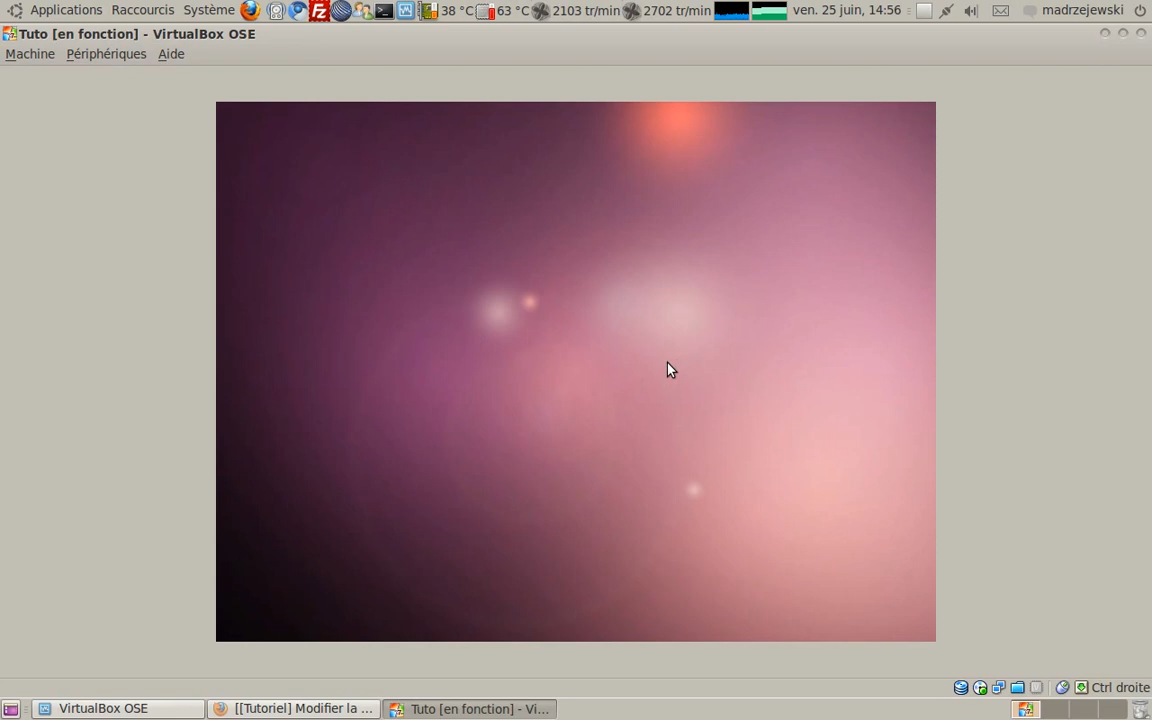 Applications Raccourcis Système 38 °C 63 °C 2103 tr/min 2702 tr/min ven. 25 juin, 14:56 madrzejewski
Tuto [en fonction] - VirtualBox OSE
Machine Périphériques Aide
Ctrl droite
VirtualBox OSE [[Tutoriel] Modifier la ... Tuto [en fonction] - Vi...